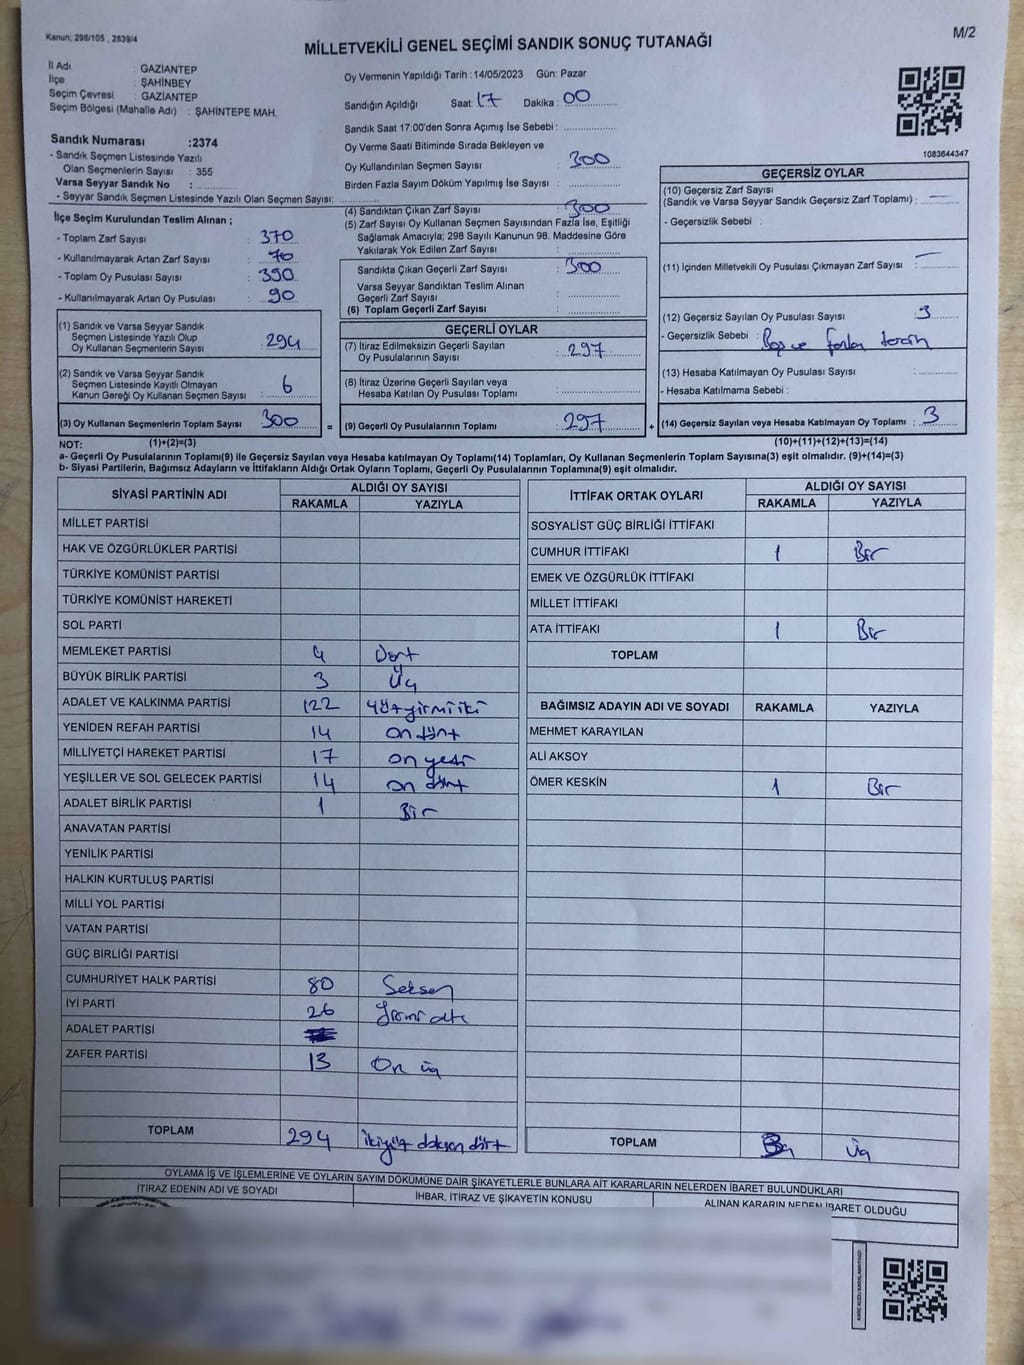 Kanun; 298/105 , 2839/4
M/2
MİLLETVEKİLİ GENEL SEÇİMİ SANDIK SONUÇ TUTANAĞI
İl Adı : GAZİANTEP
İlçe : ŞAHİNBEY
Seçim Çevresi : GAZİANTEP
Seçim Bölgesi (Mahalle Adı) : ŞAHİNTEPE MAH.
Sandık Numarası :2374
- Sandık Seçmen Listesinde Yazılı
Olan Seçmenlerin Sayısı : 355
Varsa Seyyar Sandık No :
- Seyyar Sandık Seçmen Listesinde Yazılı Olan Seçmen Sayısı:
Oy Vermenin Yapıldığı Tarih :14/05/2023 Gün: Pazar
Sandığın Açıldığı Saat: 17 Dakika : 00
Sandık Saat 17:00'den Sonra Açımış İse Sebebi :
Oy Verme Saati Bitiminde Sırada Bekleyen ve
Oy Kullandırılan Seçmen Sayısı : 300
Birden Fazla Sayım Döküm Yapılmış İse Sayısı :
1083644347
İlçe Seçim Kurulundan Teslim Alınan ;
- Toplam Zarf Sayısı : 370
- Kullanılmayarak Artan Zarf Sayısı : 70
- Toplam Oy Pusulası Sayısı : 390
- Kullanılmayarak Artan Oy Pusulası : 90
(1) Sandık ve Varsa Seyyar Sandık
Seçmen Listesinde Yazılı Olup
Oy Kullanan Seçmenlerin Sayısı : 294
(2) Sandık ve Varsa Seyyar Sandık
Seçmen Listesinde Kayıtlı Olmayan
Kanun Gereği Oy Kullanan Seçmen Sayısı : 6
(3) Oy Kullanan Seçmenlerin Toplam Sayısı 300 =
(4) Sandıktan Çıkan Zarf Sayısı : 300
(5) Zarf Sayısı Oy Kullanan Seçmen Sayısından Fazla İse, Eşitliği
Sağlamak Amacıyla; 298 Sayılı Kanunun 98. Maddesine Göre
Yakılarak Yok Edilen Zarf Sayısı :
Sandıkta Çıkan Geçerli Zarf Sayısı : 300
Varsa Seyyar Sandıktan Teslim Alınan
Geçerli Zarf Sayısı :
(6) Toplam Geçerli Zarf Sayısı :
GEÇERLİ OYLAR
(7) İtiraz Edilmeksizin Geçerli Sayılan
Oy Pusulalarının Sayısı : 297
(8) İtiraz Üzerine Geçerli Sayılan veya
Hesaba Katılan Oy Pusulası Toplamı :
(9) Geçerli Oy Pusulalarının Toplamı : 297 +
GEÇERSİZ OYLAR
(10) Geçersiz Zarf Sayısı
(Sandık ve Varsa Seyyar Sandık Geçersiz Zarf Toplamı) : —
- Geçersizlik Sebebi :
(11) İçinden Milletvekili Oy Pusulası Çıkmayan Zarf Sayısı : —
(12) Geçersiz Sayılan Oy Pusulası Sayısı : 3
- Geçersizlik Sebebi : Boş ve fazla tercih
(13) Hesaba Katılmayan Oy Pusulası Sayısı :
- Hesaba Katılmama Sebebi :
(14) Geçersiz Sayılan veya Hesaba Katılmayan Oy Toplamı : 3
NOT: (1)+(2)=(3) (10)+(11)+(12)+(13)=(14)
a- Geçerli Oy Pusulalarının Toplamı(9) ile Geçersiz Sayılan veya Hesaba katılmayan Oy Toplamı(14) Toplamları, Oy Kullanan Seçmenlerin Toplam Sayısına(3) eşit olmalıdır. (9)+(14)=(3)
b- Siyasi Partilerin, Bağımsız Adayların ve İttifakların Aldığı Ortak Oyların Toplamı, Geçerli Oy Pusulalarının Toplamına(9) eşit olmalıdır.
SİYASİ PARTİNİN ADI ALDIĞI OY SAYISI
RAKAMLA YAZIYLA
MİLLET PARTİSİ
HAK VE ÖZGÜRLÜKLER PARTİSİ
TÜRKİYE KOMÜNİST PARTİSİ
TÜRKİYE KOMÜNİST HAREKETİ
SOL PARTİ
MEMLEKET PARTİSİ 4 Dört
BÜYÜK BİRLİK PARTİSİ 3 Üç
ADALET VE KALKINMA PARTİSİ 122 Yüzyirmiiki
YENİDEN REFAH PARTİSİ 14 on dört
MİLLİYETÇİ HAREKET PARTİSİ 17 on yedi
YEŞİLLER VE SOL GELECEK PARTİSİ 14 on dört
ADALET BİRLİK PARTİSİ 1 Bir
ANAVATAN PARTİSİ
YENİLİK PARTİSİ
HALKIN KURTULUŞ PARTİSİ
MİLLİ YOL PARTİSİ
VATAN PARTİSİ
GÜÇ BİRLİĞİ PARTİSİ
CUMHURİYET HALK PARTİSİ 80 Seksen
İYİ PARTİ 26 Yirmi altı
ADALET PARTİSİ
ZAFER PARTİSİ 13 On üç
TOPLAM 294 ikiyüz doksan dört
İTTİFAK ORTAK OYLARI ALDIĞI OY SAYISI
RAKAMLA YAZIYLA
SOSYALİST GÜÇ BİRLİĞİ İTTİFAKI
CUMHUR İTTİFAKI 1 Bir
EMEK VE ÖZGÜRLÜK İTTİFAKI
MİLLET İTTİFAKI
ATA İTTİFAKI 1 Bir
TOPLAM
BAĞIMSIZ ADAYIN ADI VE SOYADI RAKAMLA YAZIYLA
MEHMET KARAYILAN
ALİ AKSOY
ÖMER KESKİN 1 Bir
TOPLAM Üç
OYLAMA İŞ VE İŞLEMLERİNE VE OYLARIN SAYIM DÖKÜMÜNE DAİR ŞİKAYETLERLE BUNLARA AİT KARARLARIN NELERDEN İBARET BULUNDUKLARI
İTİRAZ EDENİN ADI VE SOYADI İHBAR, İTİRAZ VE ŞİKAYETİN KONUSU ALINAN KARARIN NEDEN İBARET OLDUĞU